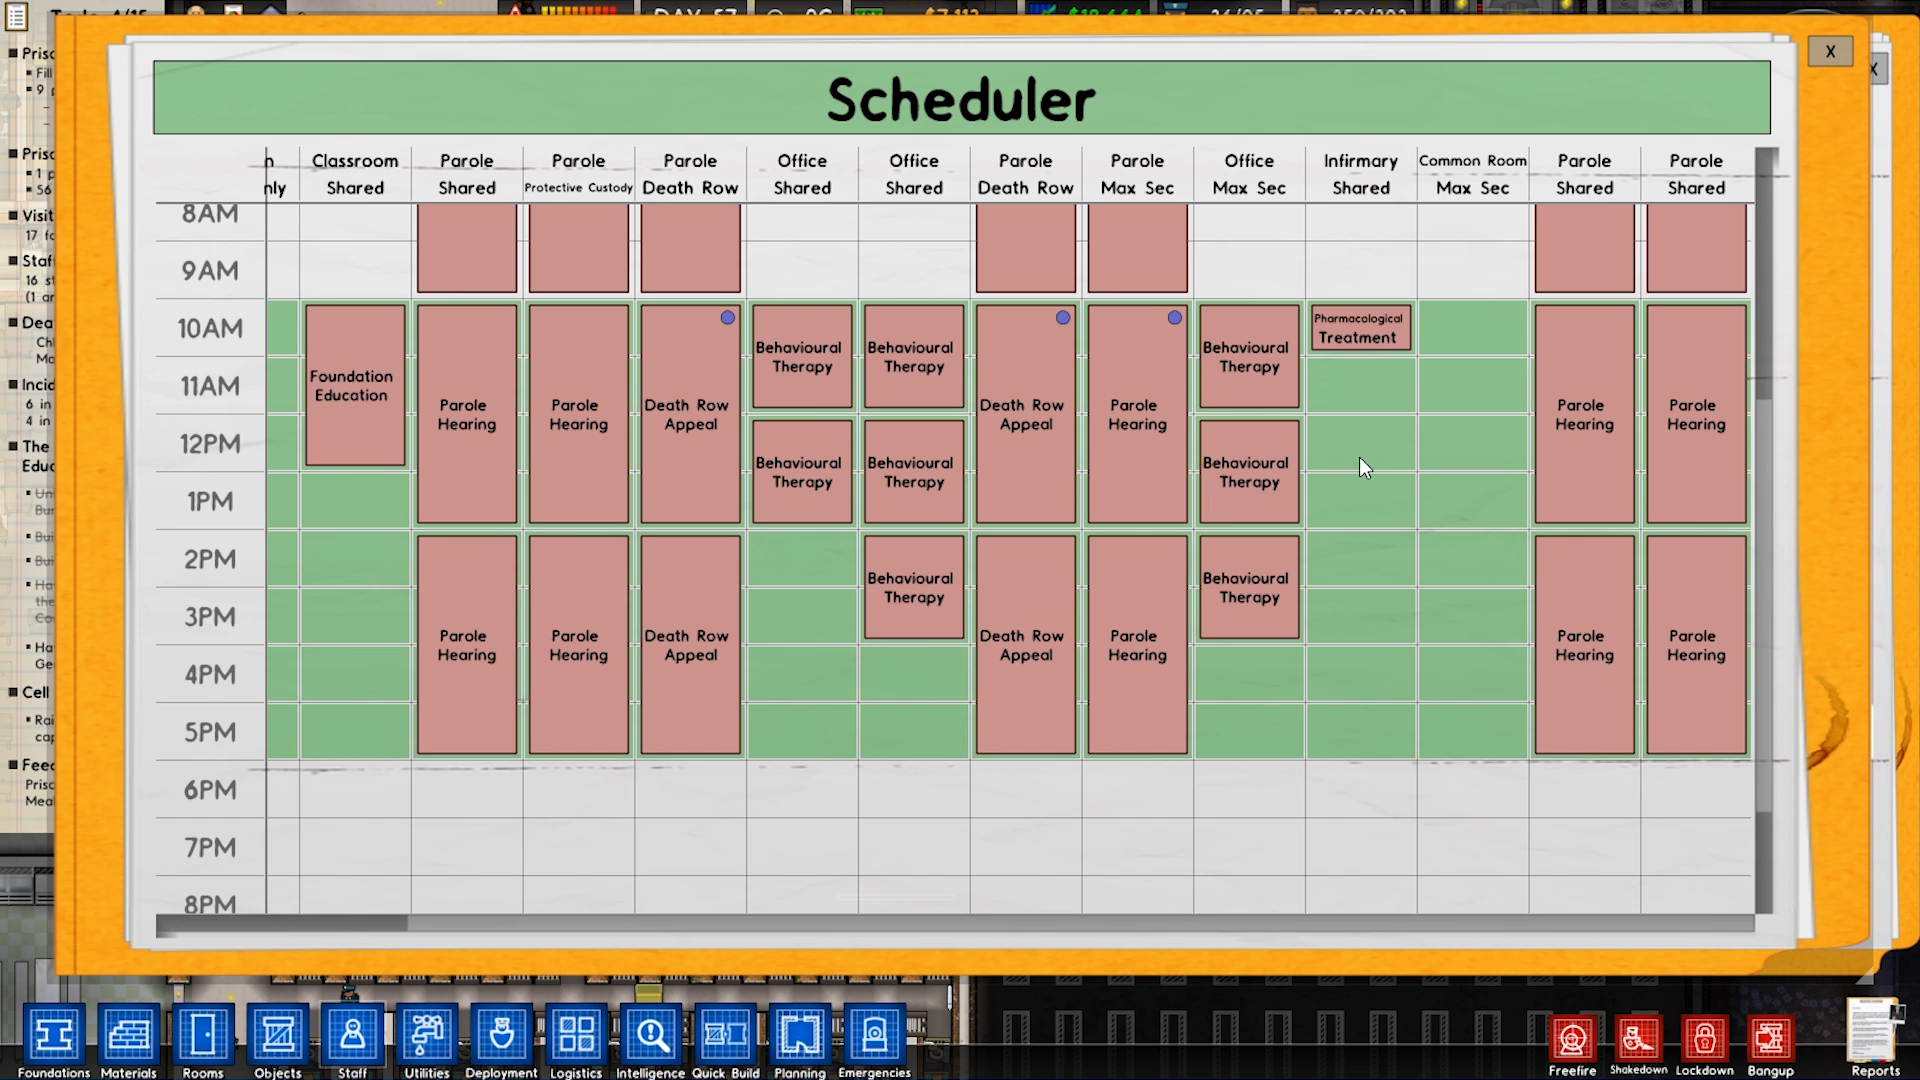 Scheduler
X
X
n Classroom Parole Parole Parole Office Office Parole Parole Office Infirmary Common Room Parole Parole
nly Shared Shared Protective Custody Death Row Shared Shared Death Row Max Sec Max Sec Shared Max Sec Shared Shared
8AM
9AM
10AM
11AM
12PM
1PM
2PM
3PM
4PM
5PM
6PM
7PM
8PM
Foundation
Education
Parole
Hearing
Parole
Hearing
Parole
Hearing
Parole
Hearing
Death Row
Appeal
Death Row
Appeal
Behavioural
Therapy
Behavioural
Therapy
Behavioural
Therapy
Behavioural
Therapy
Behavioural
Therapy
Death Row
Appeal
Death Row
Appeal
Parole
Hearing
Parole
Hearing
Behavioural
Therapy
Behavioural
Therapy
Behavioural
Therapy
Pharmacological
Treatment
Parole
Hearing
Parole
Hearing
Parole
Hearing
Parole
Hearing
Foundations Materials Rooms Objects Staff Utilities Deployment Logistics Intelligence Quick Build Planning Emergencies
Freefire Shakedown Lockdown Bangup Reports